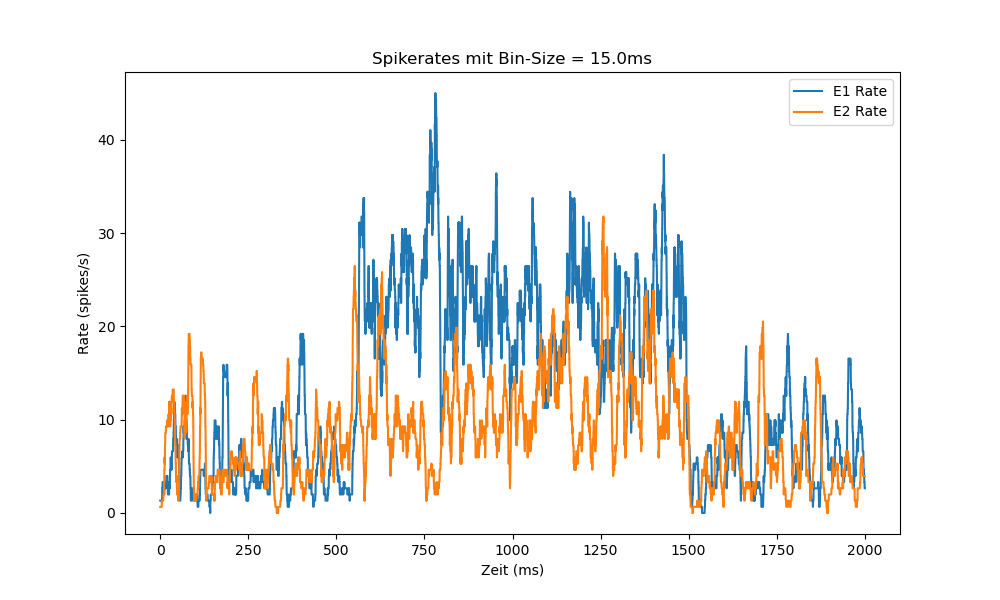 Spikerates mit Bin-Size = 15.0ms
E1 Rate
E2 Rate
Rate (spikes/s)
40
30
20
10
0
0 250 500 750 1000 1250 1500 1750 2000
Zeit (ms)